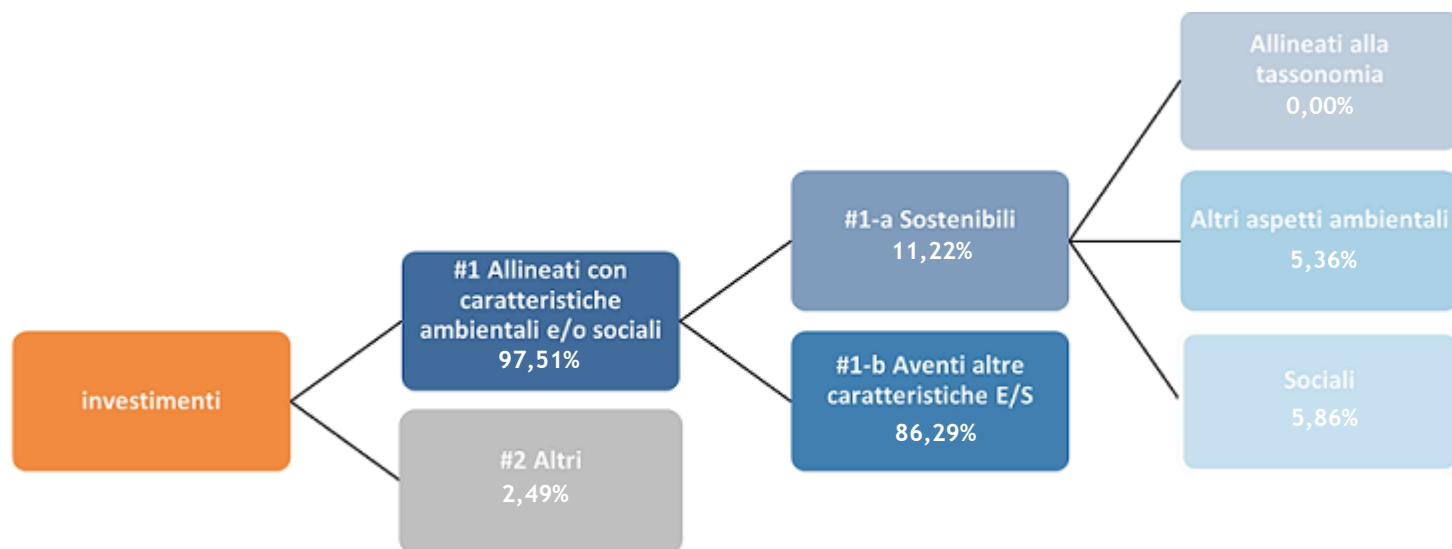 investimenti
#1 Allineati con
caratteristiche
ambientali e/o sociali
97,51%
#2 Altri
2,49%
#1-a Sostenibili
11,22%
#1-b Aventi altre
caratteristiche E/S
86,29%
Allineati alla
tassonomia
0,00%
Altri aspetti ambientali
5,36%
Sociali
5,86%